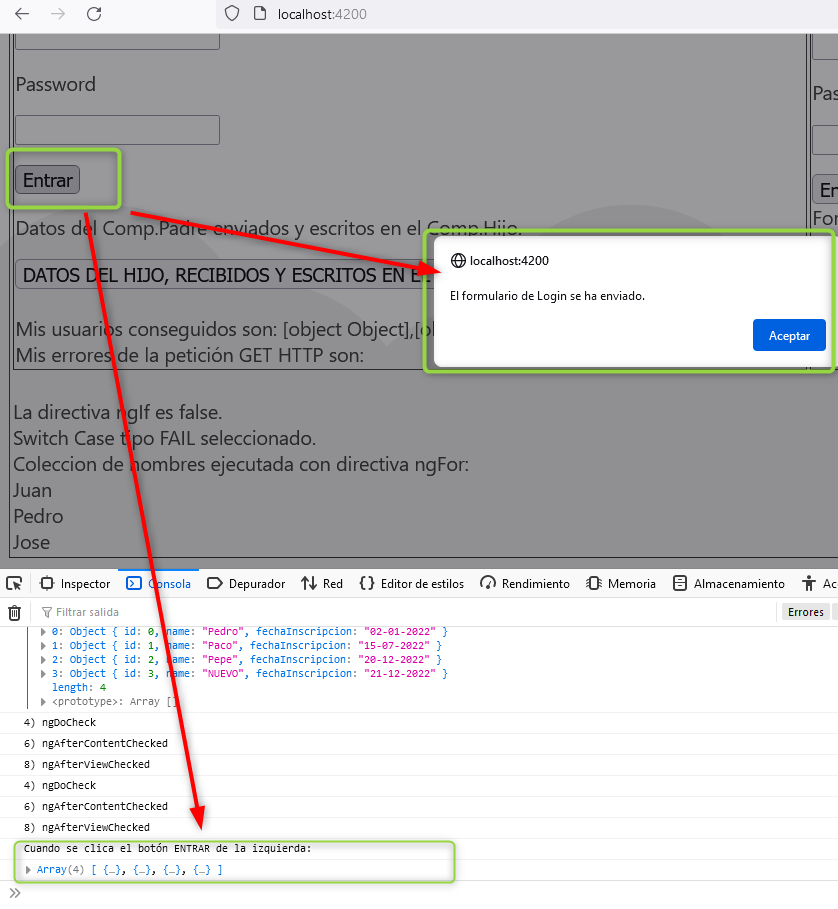 localhost:4200
Password
Pas
Entrar
En
Datos del Comp.Padre enviados y escritos en el Comp.Hijo.
For
DATOS DEL HIJO, RECIBIDOS Y ESCRITOS EN EL
localhost:4200
El formulario de Login se ha enviado.
Aceptar
Mis usuarios conseguidos son: [object Object],[o
Mis errores de la petición GET HTTP son:
La directiva ngIf es false.
Switch Case tipo FAIL seleccionado.
Coleccion de nombres ejecutada con directiva ngFor:
Juan
Pedro
Jose
Inspector
Consola
Depurador
Red
{} Editor de estilos
Rendimiento
Memoria
Almacenamiento
Ac
Filtrar salida
Errores
0: Object { id: 0, name: "Pedro", fechaInscripcion: "02-01-2022" }
1: Object { id: 1, name: "Paco", fechaInscripcion: "15-07-2022" }
2: Object { id: 2, name: "Pepe", fechaInscripcion: "20-12-2022" }
3: Object { id: 3, name: "NUEVO", fechaInscripcion: "21-12-2022" }
length: 4
<prototype>: Array []
4) ngDoCheck
6) ngAfterContentChecked
8) ngAfterViewChecked
4) ngDoCheck
6) ngAfterContentChecked
8) ngAfterViewChecked
Cuando se clica el botón ENTRAR de la izquierda:
Array(4) [ {…}, {…}, {…}, {…} ]